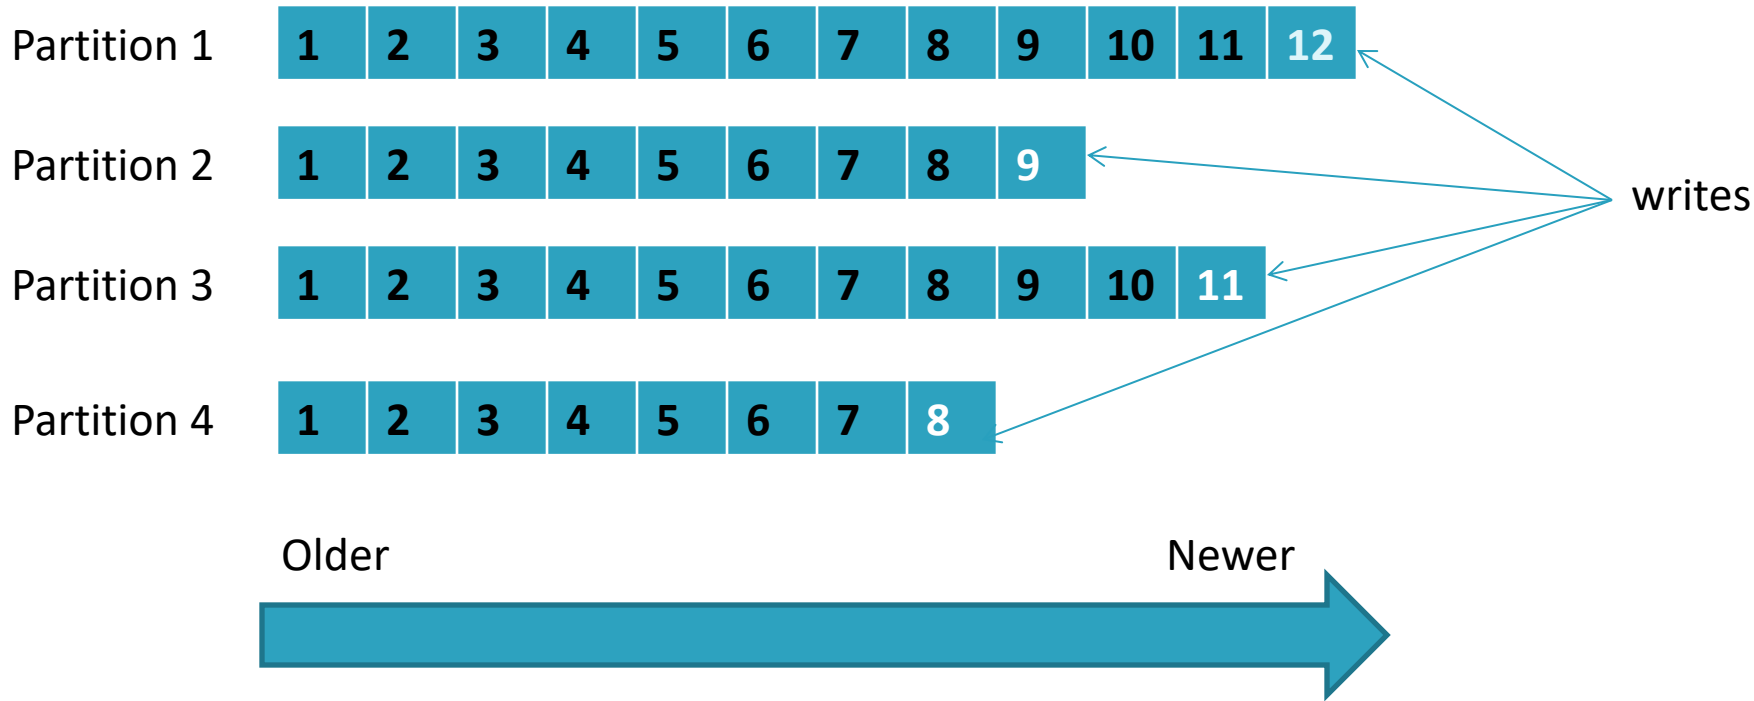 Partition 1 1 2 3 4 5 6 7 8 9 10 11 12
Partition 2 1 2 3 4 5 6 7 8 9
writes
Partition 3 1 2 3 4 5 6 7 8 9 10 11
Partition 4 1 2 3 4 5 6 7 8
Older Newer